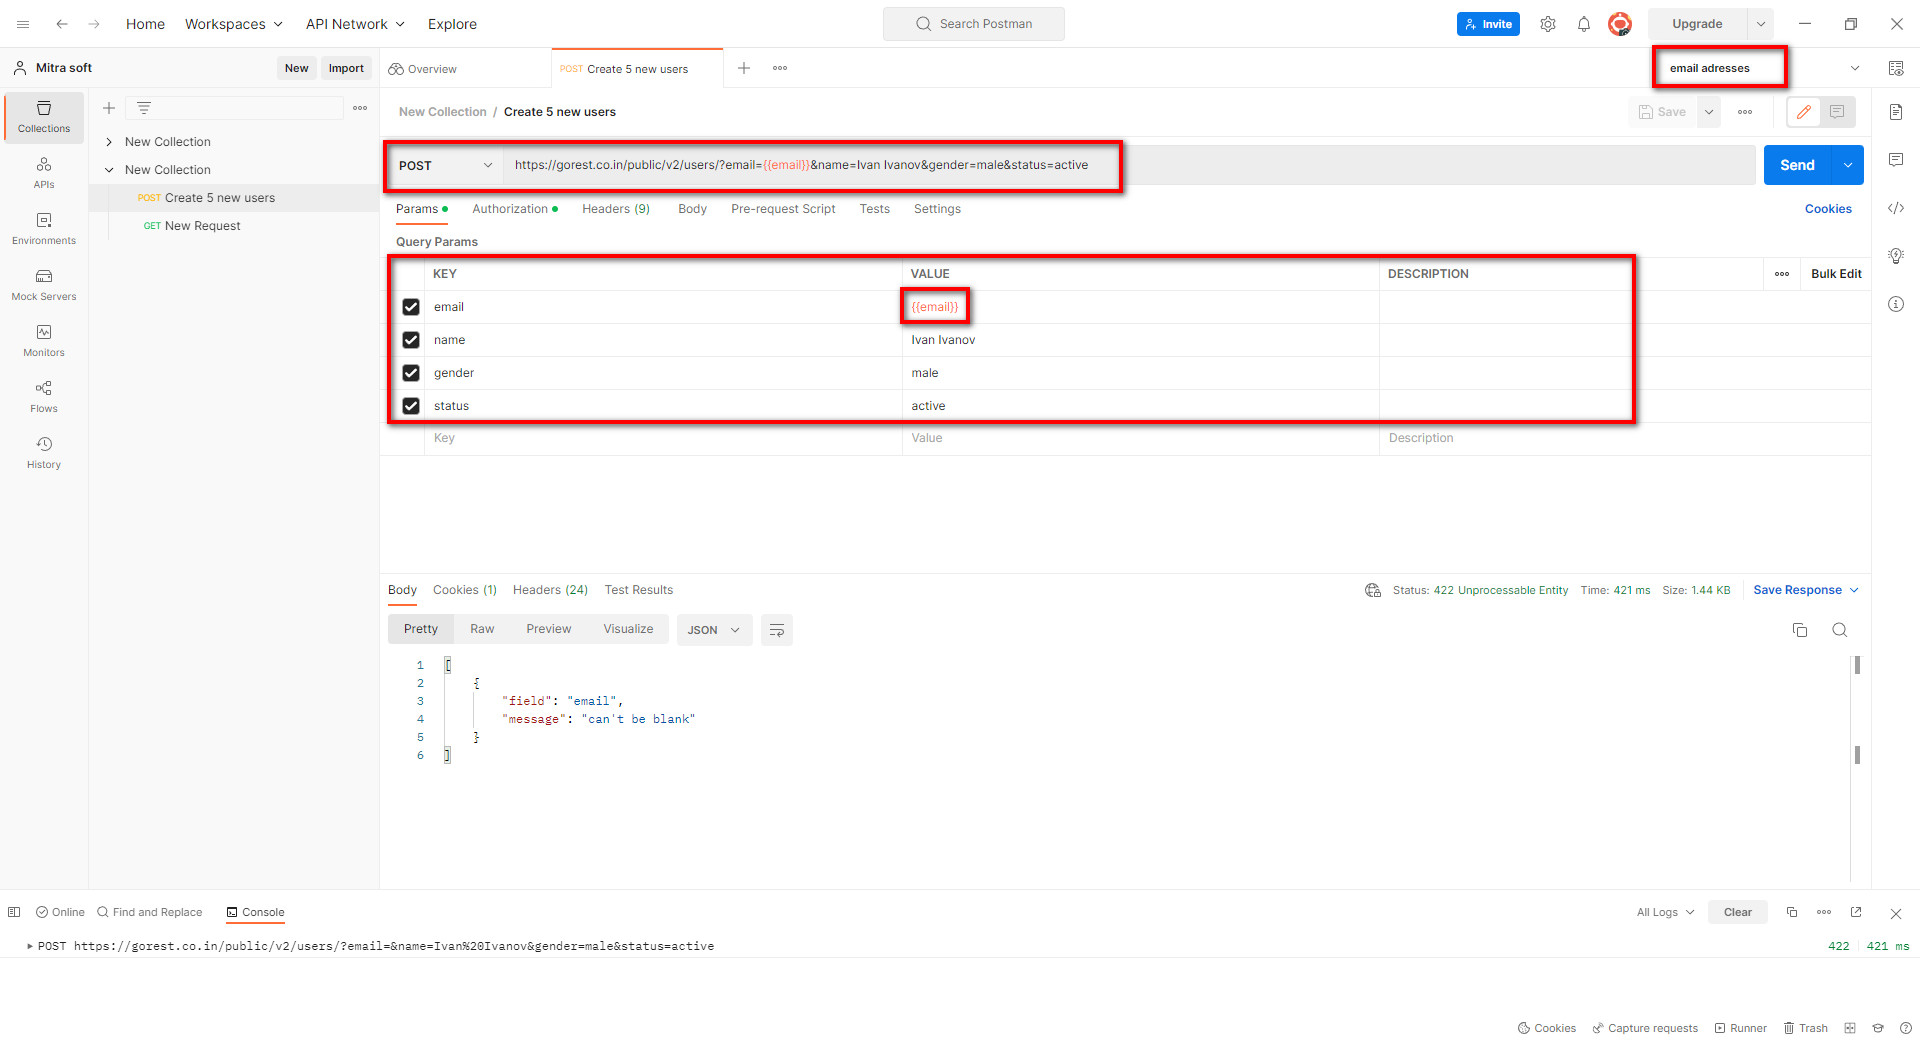 Home Workspaces API Network Explore Search Postman Invite Upgrade
Mitra soft New Import Overview POST Create 5 new users email adresses
New Collection / Create 5 new users Save
Collections
APIs
Environments
Mock Servers
Monitors
Flows
History
New Collection
New Collection
POST Create 5 new users
GET New Request
POST https://gorest.co.in/public/v2/users/?email={{email}}&name=Ivan Ivanov&gender=male&status=active Send
Params Authorization Headers (9) Body Pre-request Script Tests Settings Cookies
Query Params
KEY VALUE DESCRIPTION Bulk Edit
email {{email}}
name Ivan Ivanov
gender male
status active
Key Value Description
Body Cookies (1) Headers (24) Test Results Status: 422 Unprocessable Entity Time: 421 ms Size: 1.44 KB Save Response
Pretty Raw Preview Visualize JSON
1 [
2 {
3 "field": "email",
4 "message": "can't be blank"
5 }
6 ]
Online Find and Replace Console All Logs Clear
POST https://gorest.co.in/public/v2/users/?email=&name=Ivan%20Ivanov&gender=male&status=active 422 421 ms
Cookies Capture requests Runner Trash